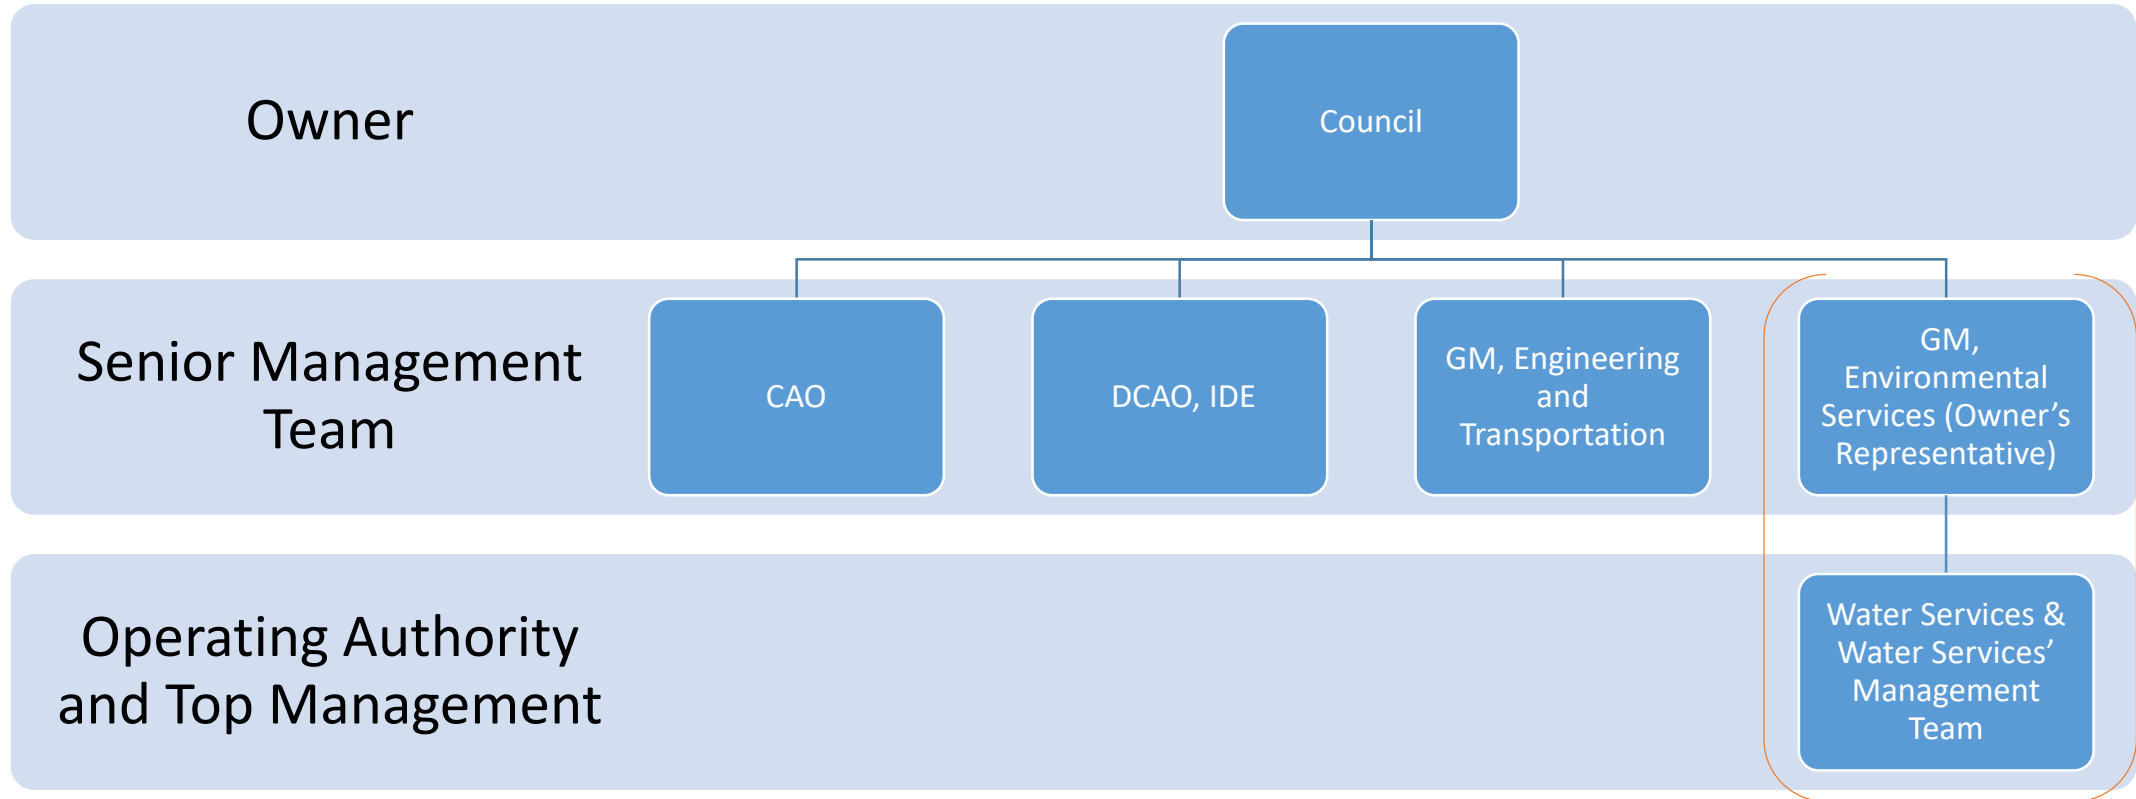 Owner
Council
Senior Management
Team
CAO
DCAO, IDE
GM, Engineering
and
Transportation
GM,
Environmental
Services (Owner’s
Representative)
Operating Authority
and Top Management
Water Services &
Water Services’
Management
Team